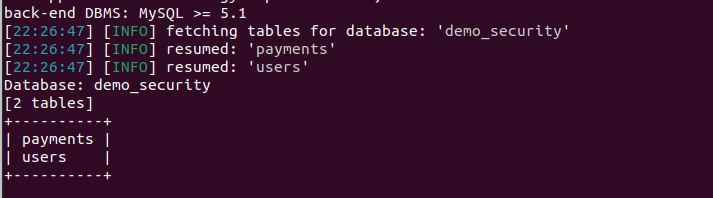 back-end DBMS: MySQL >= 5.1
[22:26:47] [INFO] fetching tables for database: 'demo_security'
[22:26:47] [INFO] resumed: 'payments'
[22:26:47] [INFO] resumed: 'users'
Database: demo_security
[2 tables]
+----------+
| payments |
| users    |
+----------+